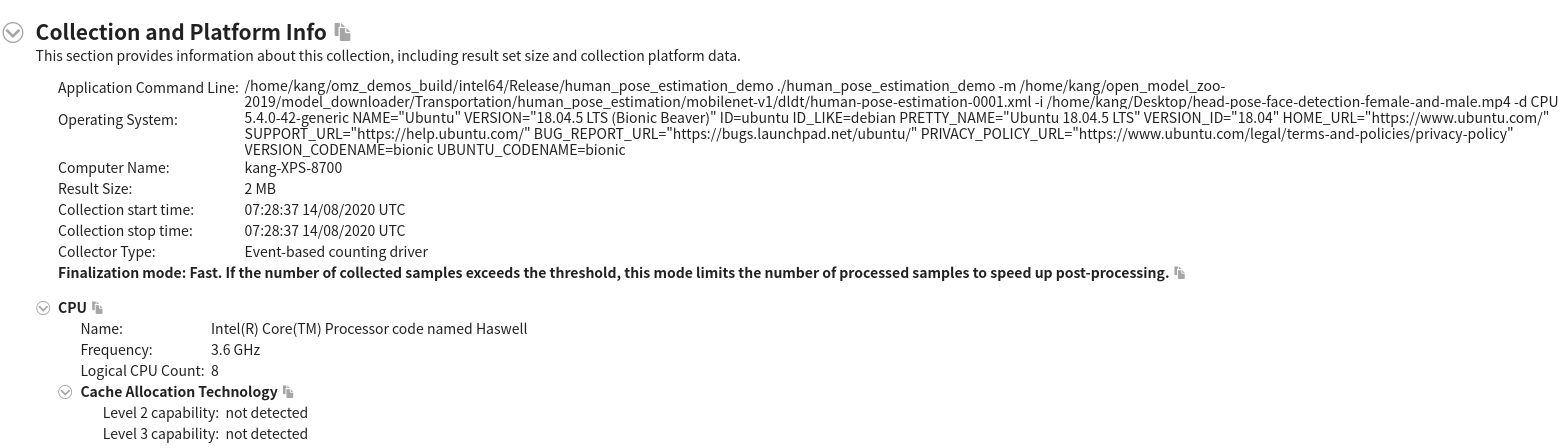 Collection and Platform Info
This section provides information about this collection, including result set size and collection platform data.
Application Command Line: /home/kang/omz_demos_build/intel64/Release/human_pose_estimation_demo ./human_pose_estimation_demo -m /home/kang/open_model_zoo-
2019/model_downloader/Transportation/human_pose_estimation/mobilenet-v1/dldt/human-pose-estimation-0001.xml -i /home/kang/Desktop/head-pose-face-detection-female-and-male.mp4 -d CPU
Operating System: 5.4.0-42-generic NAME="Ubuntu" VERSION="18.04.5 LTS (Bionic Beaver)" ID=ubuntu ID_LIKE=debian PRETTY_NAME="Ubuntu 18.04.5 LTS" VERSION_ID="18.04" HOME_URL="https://www.ubuntu.com/"
SUPPORT_URL="https://help.ubuntu.com/" BUG_REPORT_URL="https://bugs.launchpad.net/ubuntu/" PRIVACY_POLICY_URL="https://www.ubuntu.com/legal/terms-and-policies/privacy-policy"
VERSION_CODENAME=bionic UBUNTU_CODENAME=bionic
Computer Name: kang-XPS-8700
Result Size: 2 MB
Collection start time: 07:28:37 14/08/2020 UTC
Collection stop time: 07:28:37 14/08/2020 UTC
Collector Type: Event-based counting driver
Finalization mode: Fast. If the number of collected samples exceeds the threshold, this mode limits the number of processed samples to speed up post-processing.
CPU
Name: Intel(R) Core(TM) Processor code named Haswell
Frequency: 3.6 GHz
Logical CPU Count: 8
Cache Allocation Technology
Level 2 capability: not detected
Level 3 capability: not detected